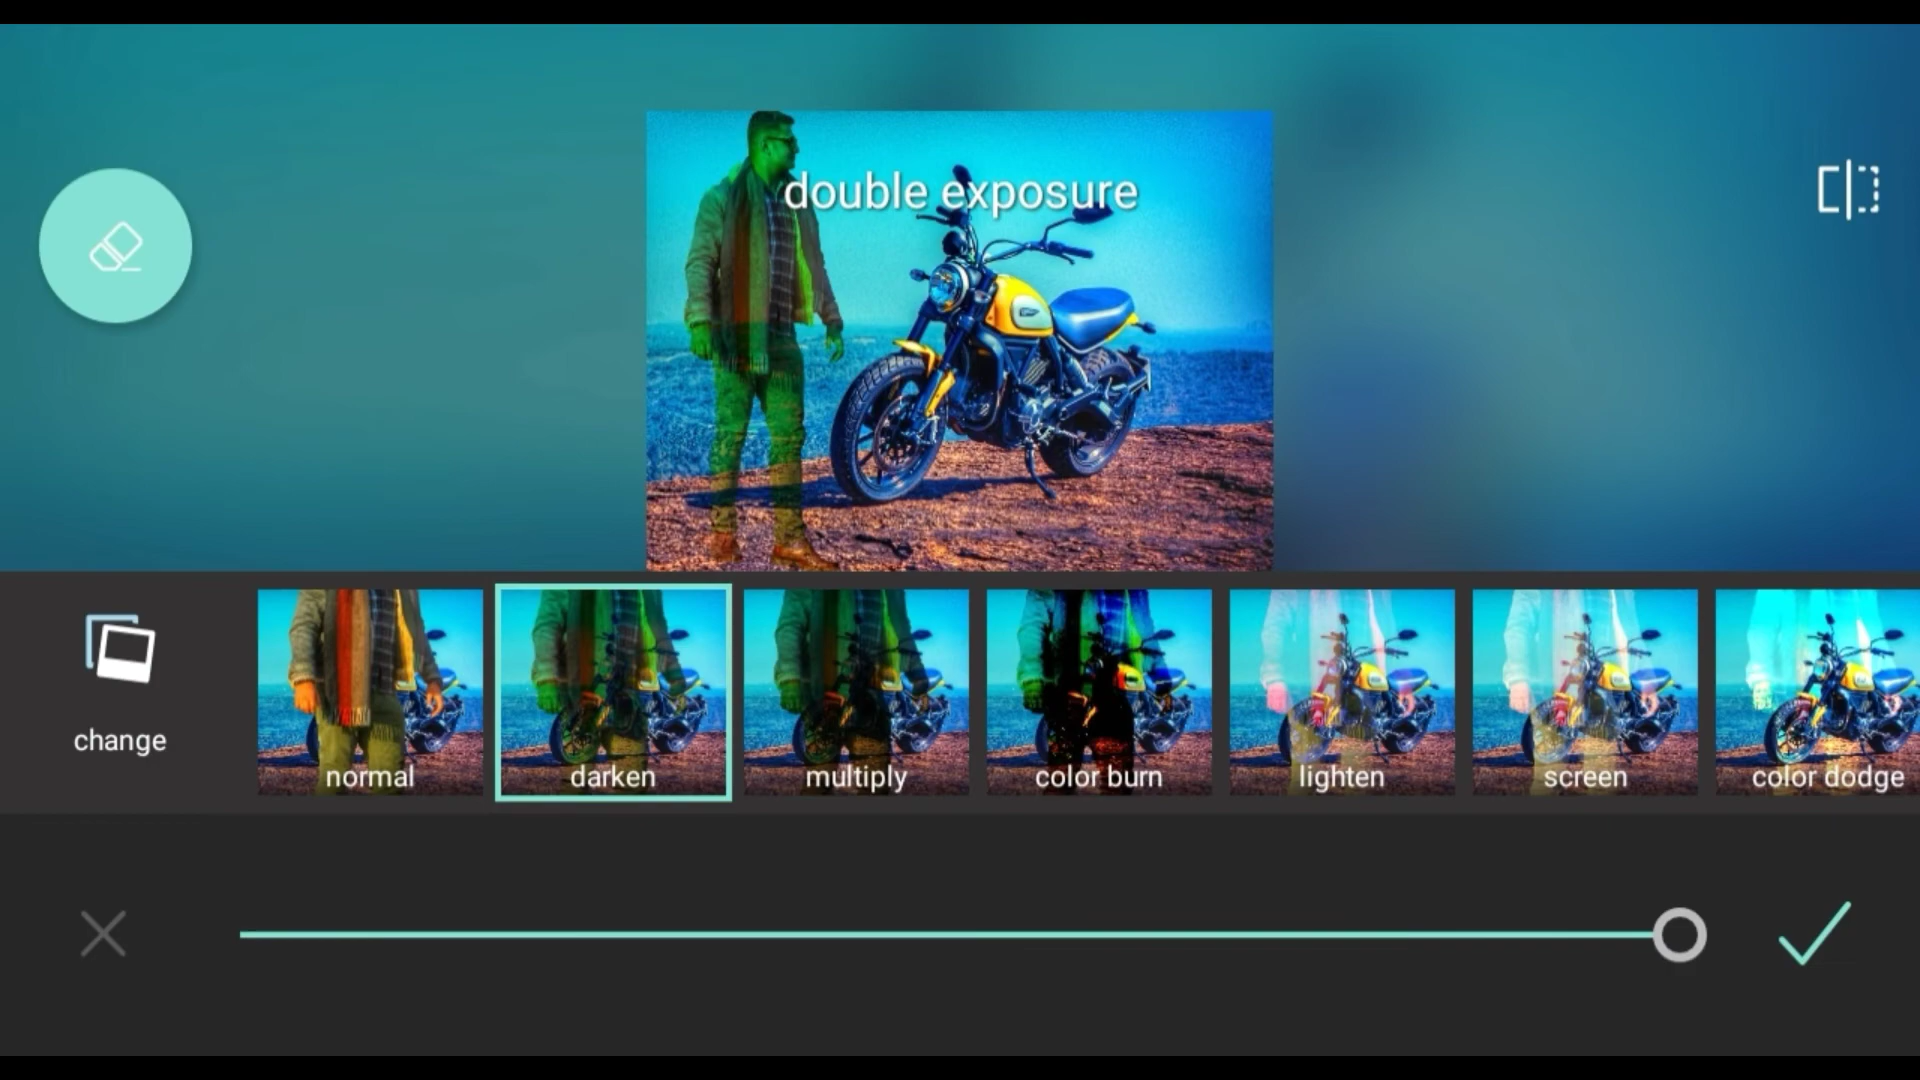 double exposure
change
normal
darken
multiply
color burn
lighten
screen
color dodge